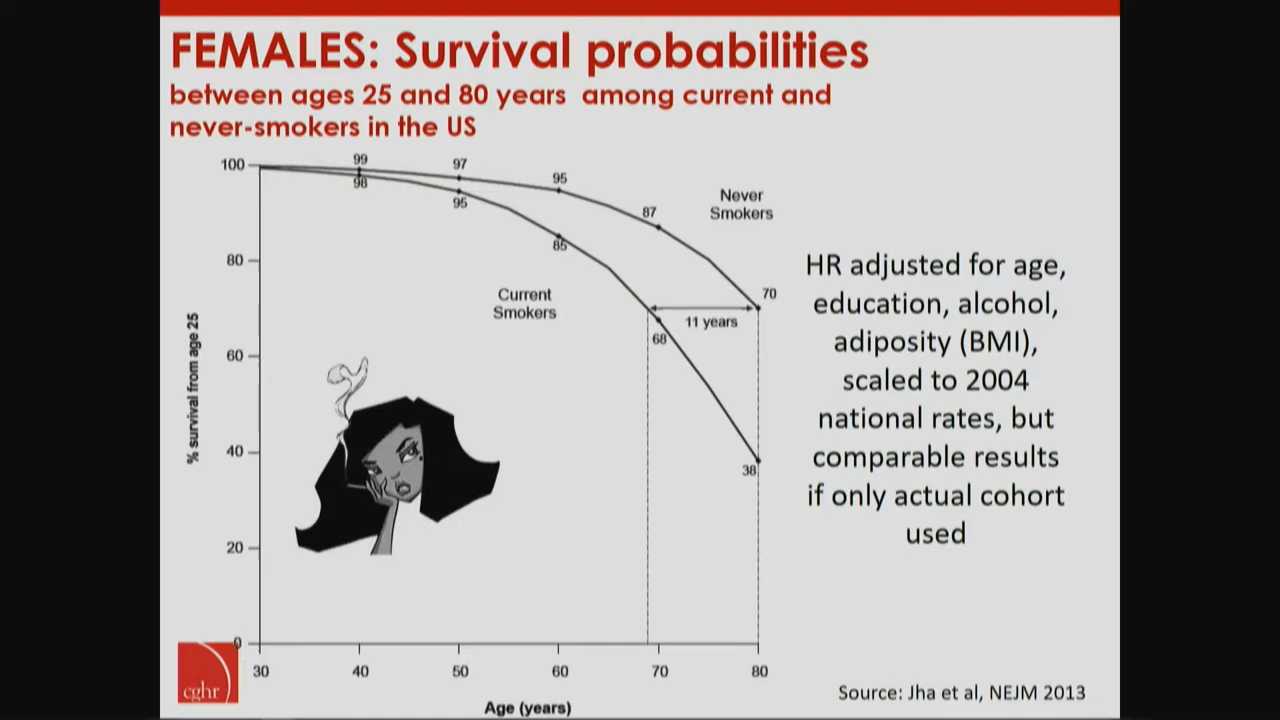 FEMALES: Survival probabilities
between ages 25 and 80 years among current and
never-smokers in the US
100
80
60
40
20
0
% survival from age 25
99
98
97
95
95
85
87
68
70
38
Never
Smokers
Current
Smokers
11 years
30
40
50
60
70
80
Age (years)
HR adjusted for age,
education, alcohol,
adiposity (BMI),
scaled to 2004
national rates, but
comparable results
if only actual cohort
used
cghr
Source: Jha et al, NEJM 2013